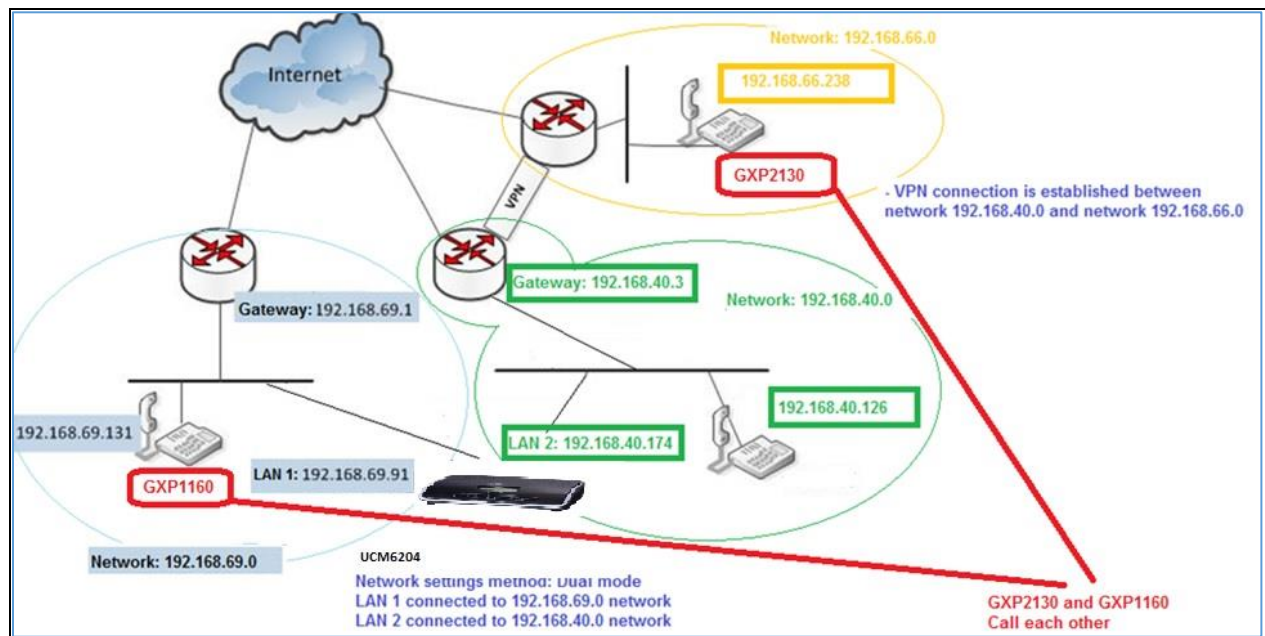 Internet
Network: 192.168.66.0
192.168.66.238
GXP2130
- VPN connection is established between
network 192.168.40.0 and network 192.168.66.0
VPN
Gateway: 192.168.40.3
Network: 192.168.40.0
Gateway: 192.168.69.1
192.168.40.126
192.168.69.131
LAN 2: 192.168.40.174
LAN 1: 192.168.69.91
GXP1160
Network: 192.168.69.0
UCM6204
Network settings method: Dual mode
LAN 1 connected to 192.168.69.0 network
LAN 2 connected to 192.168.40.0 network
GXP2130 and GXP1160
Call each other